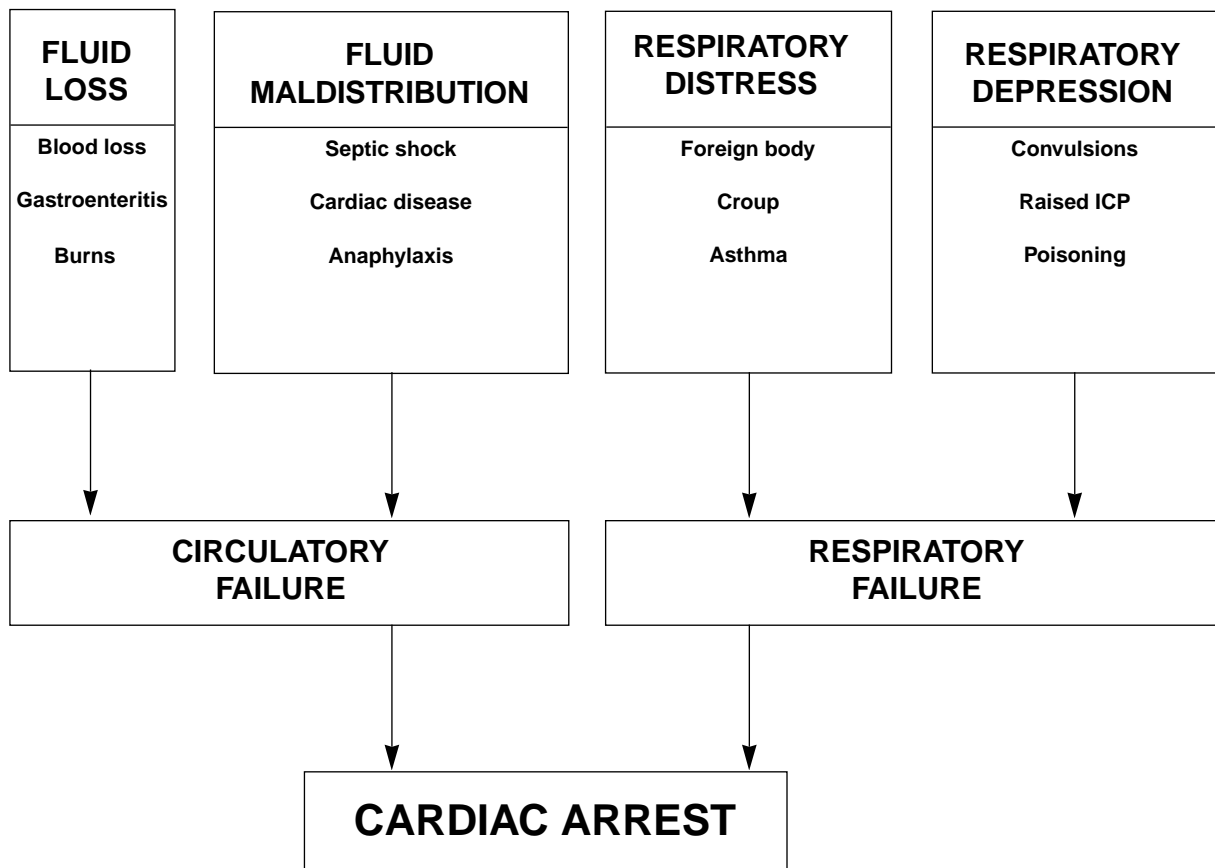 FLUID
LOSS
Blood loss
Gastroenteritis
Burns
FLUID
MALDISTRIBUTION
Septic shock
Cardiac disease
Anaphylaxis
RESPIRATORY
DISTRESS
Foreign body
Croup
Asthma
RESPIRATORY
DEPRESSION
Convulsions
Raised ICP
Poisoning
CIRCULATORY
FAILURE
RESPIRATORY
FAILURE
CARDIAC ARREST